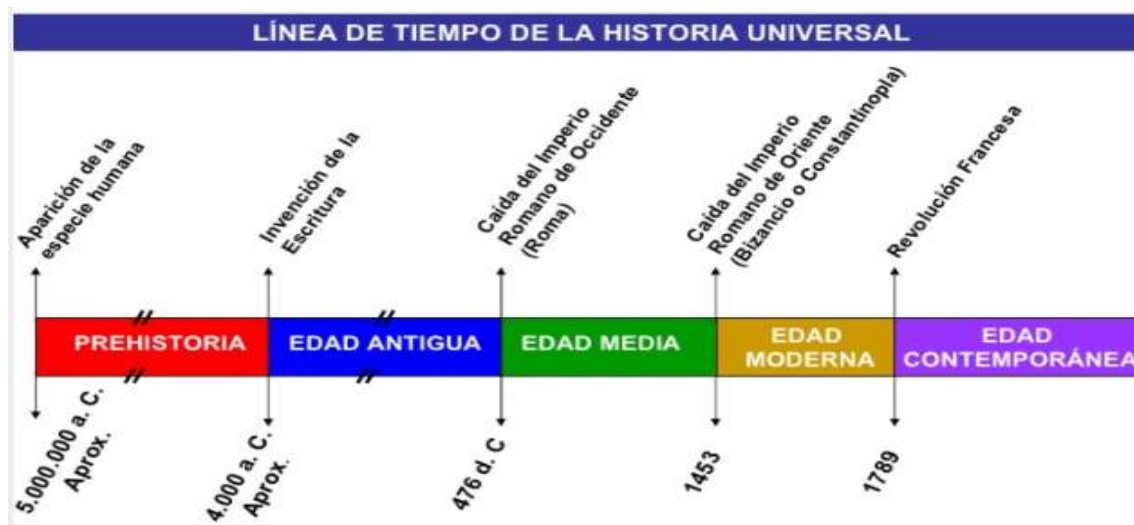 LÍNEA DE TIEMPO DE LA HISTORIA UNIVERSAL
Aparición de la
especie humana
Invención de la
Escritura
Caída del Imperio
Romano de Occidente
(Roma)
Caída del Imperio
Romano de Oriente
(Bizancio o Constantinopla)
Revolución Francesa
PREHISTORIA
EDAD ANTIGUA
EDAD MEDIA
EDAD
MODERNA
EDAD
CONTEMPORÁNEA
5.000.000 a. C.
Aprox.
4.000 a. C.
Aprox.
476 d. C
1453
1789